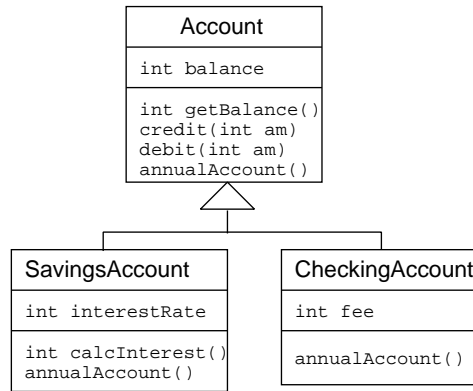 Account
int balance
int getBalance()
credit(int am)
debit(int am)
annualAccount()
SavingsAccount
int interestRate
int calcInterest()
annualAccount()
CheckingAccount
int fee
annualAccount()